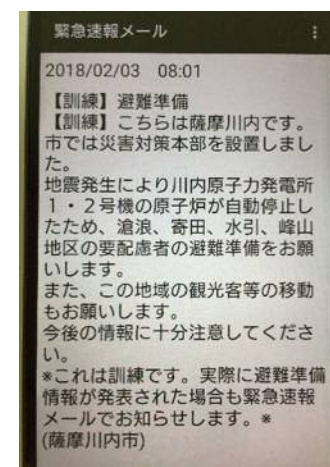 緊急速報メール
2018/02/03 08:01
【訓練】避難準備
【訓練】こちらは薩摩川内です。
市では災害対策本部を設置しまし
た。
地震発生により川内原子力発電所
1・2号機の原子炉が自動停止し
たため、滄浪、寄田、水引、峰山
地区の要配慮者の避難準備をお願
いします。
また、この地域の観光客等の移動
もお願いします。
今後の情報に十分注意してくださ
い。
*これは訓練です。実際に避難準備
情報が発表された場合も緊急速報
メールでお知らせします。*
(薩摩川内市)